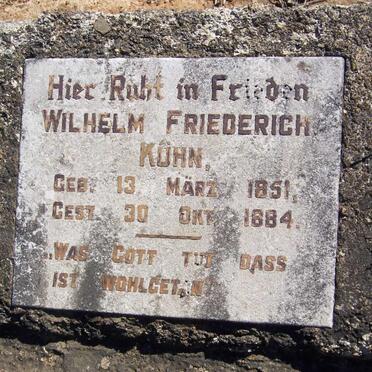 Hier Ruht in Frieden
WILHELM FRIEDERICH
KÜHN.
GEB. 13. MÄRZ 1851.
GEST. 30 OKT. 1884.
„WAS GOTT TUT DASS
IST WOHLGETAN“